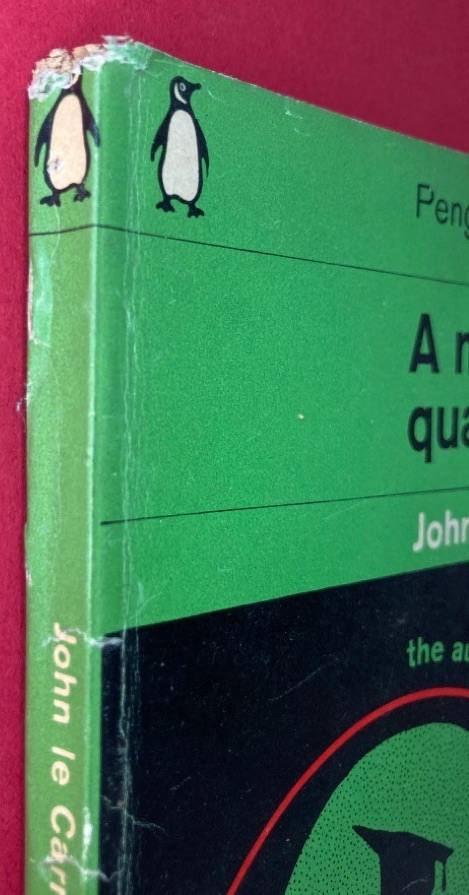 Peng
A m
qua
John
the au
John le Carr